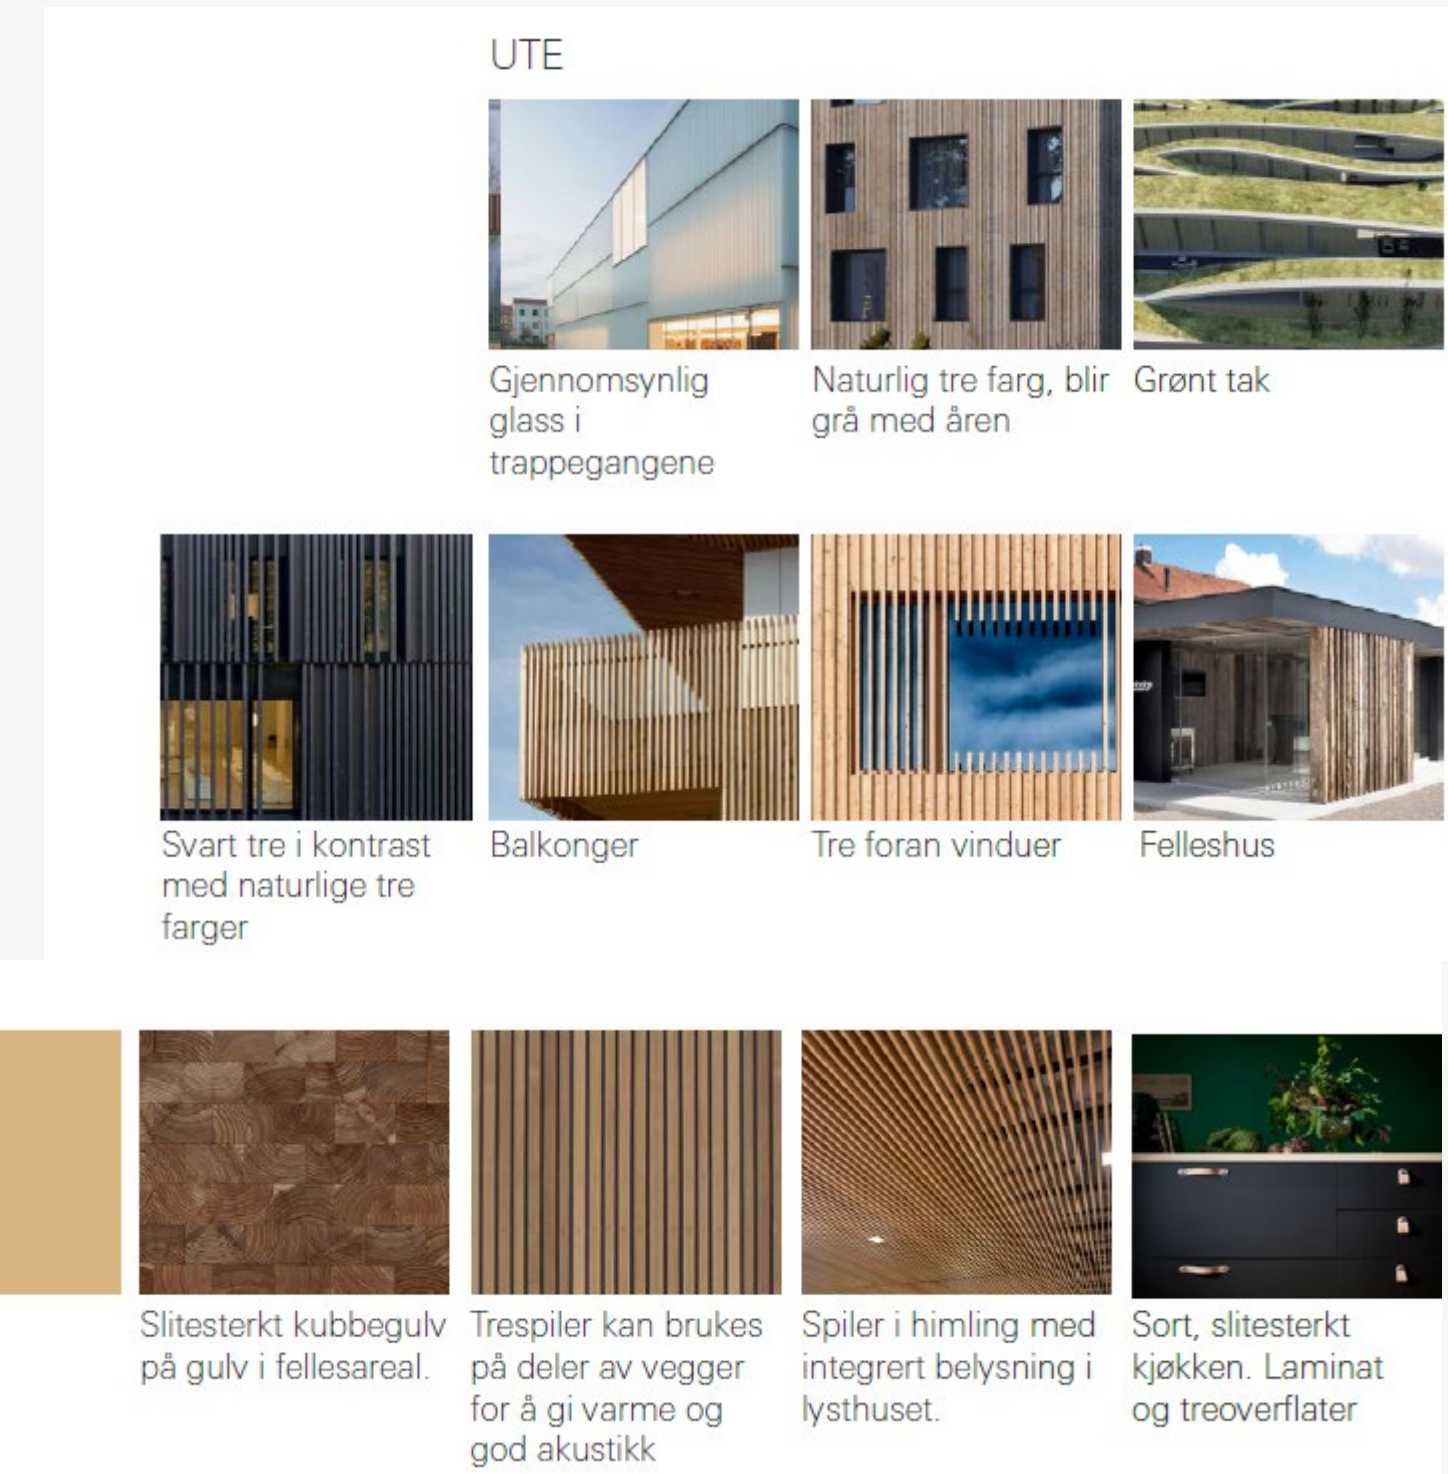 UTE
Gjennomsynlig
glass i
trappegangene
Naturlig tre farg, blir
grå med åren
Grønt tak
Svart tre i kontrast
med naturlige tre
farger
Balkonger
Tre foran vinduer
Felleshus
Slitesterkt kubbegulv
på gulv i fellesareal.
Trespiler kan brukes
på deler av vegger
for å gi varme og
god akustikk
Spiler i himling med
integrert belysning i
lysthuset.
Sort, slitesterkt
kjøkken. Laminat
og treoverflater